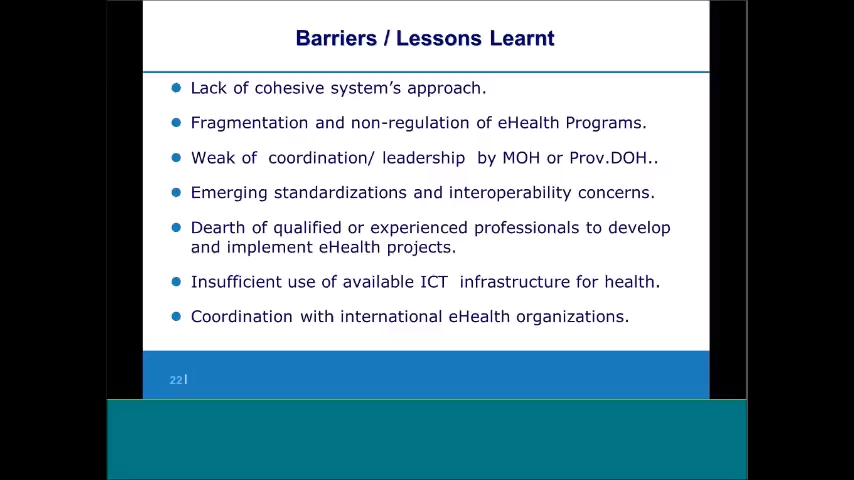 Barriers / Lessons Learnt
Lack of cohesive system's approach.
Fragmentation and non-regulation of eHealth Programs.
Weak of  coordination/ leadership  by MOH or Prov.DOH..
Emerging standardizations and interoperability concerns.
Dearth of qualified or experienced professionals to develop
and implement eHealth projects.
Insufficient use of available ICT  infrastructure for health.
Coordination with international eHealth organizations.
22|